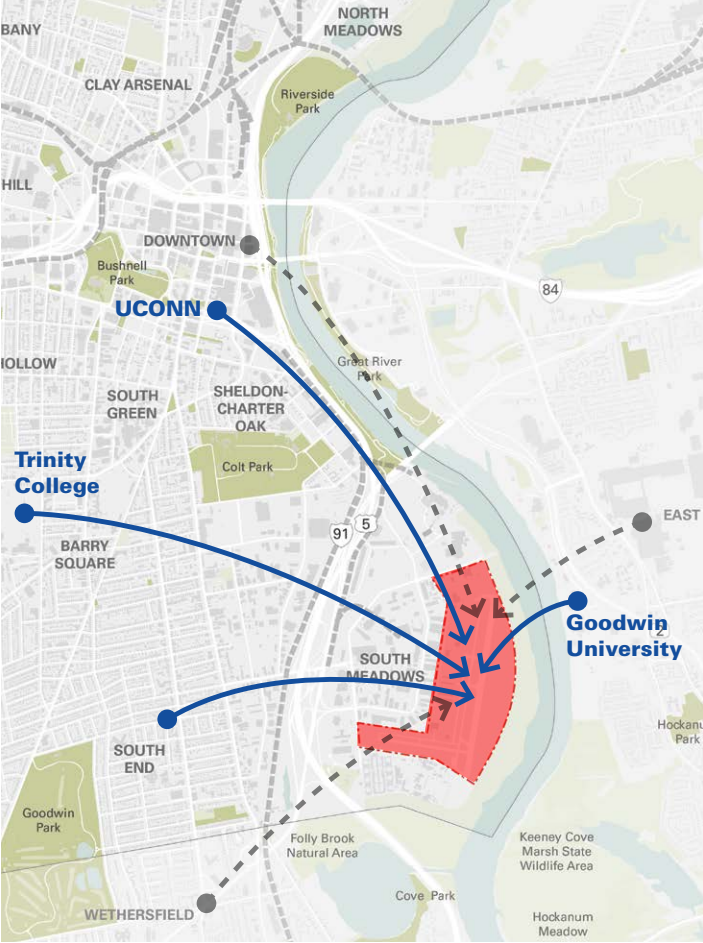 NORTH
MEADOWS
BANY
CLAY ARSENAL
Riverside
Park
HILL
DOWNTOWN
Bushnell
Park
84
UCONN
HOLLOW
Great River
Park
SOUTH
GREEN
SHELDON-
CHARTER
OAK
Trinity
College
Colt Park
91
5
EAST
BARRY
SQUARE
Goodwin
University
2
SOUTH
MEADOWS
SOUTH
END
Hockanu
Park
Goodwin
Park
Folly Brook
Natural Area
Keeney Cove
Marsh State
Wildlife Area
WETHERSFIELD
Cove Park
Hockanum
Meadow